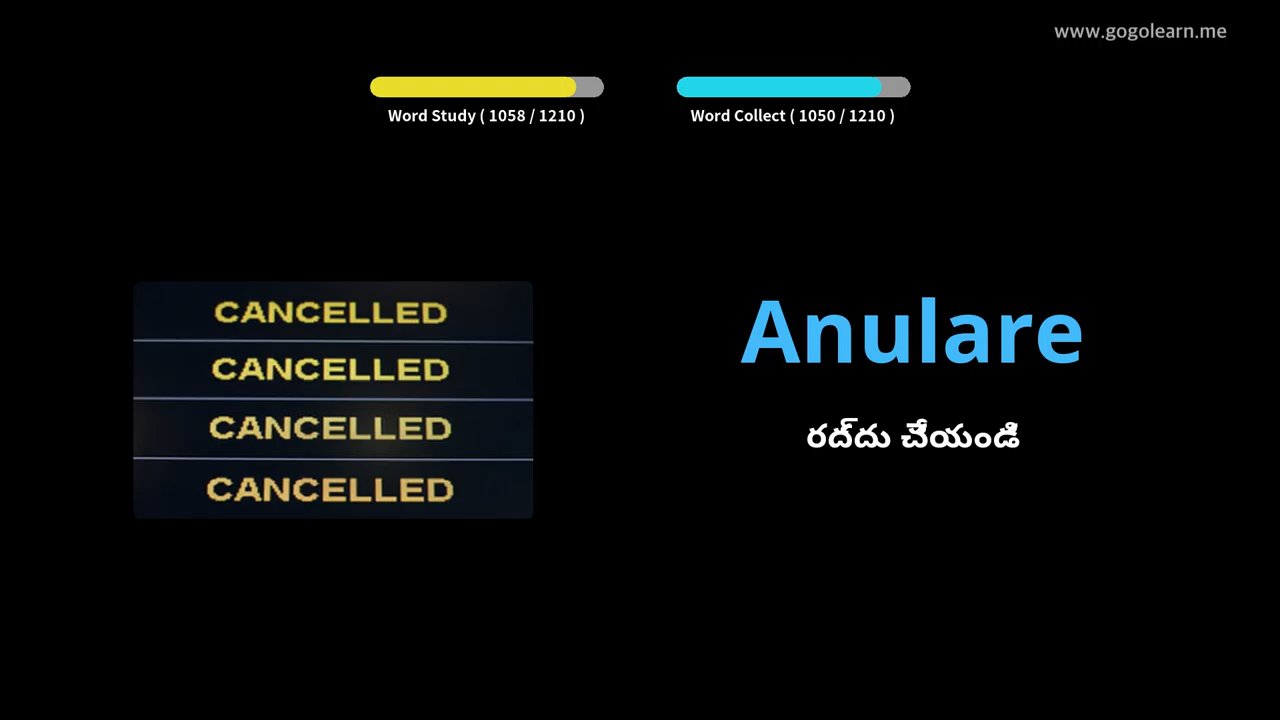 www.gogolearn.me
Word Study ( 1058 / 1210 )
Word Collect ( 1050 / 1210 )
CANCELLED
CANCELLED
CANCELLED
CANCELLED
Anulare
రద్దు చేయండి